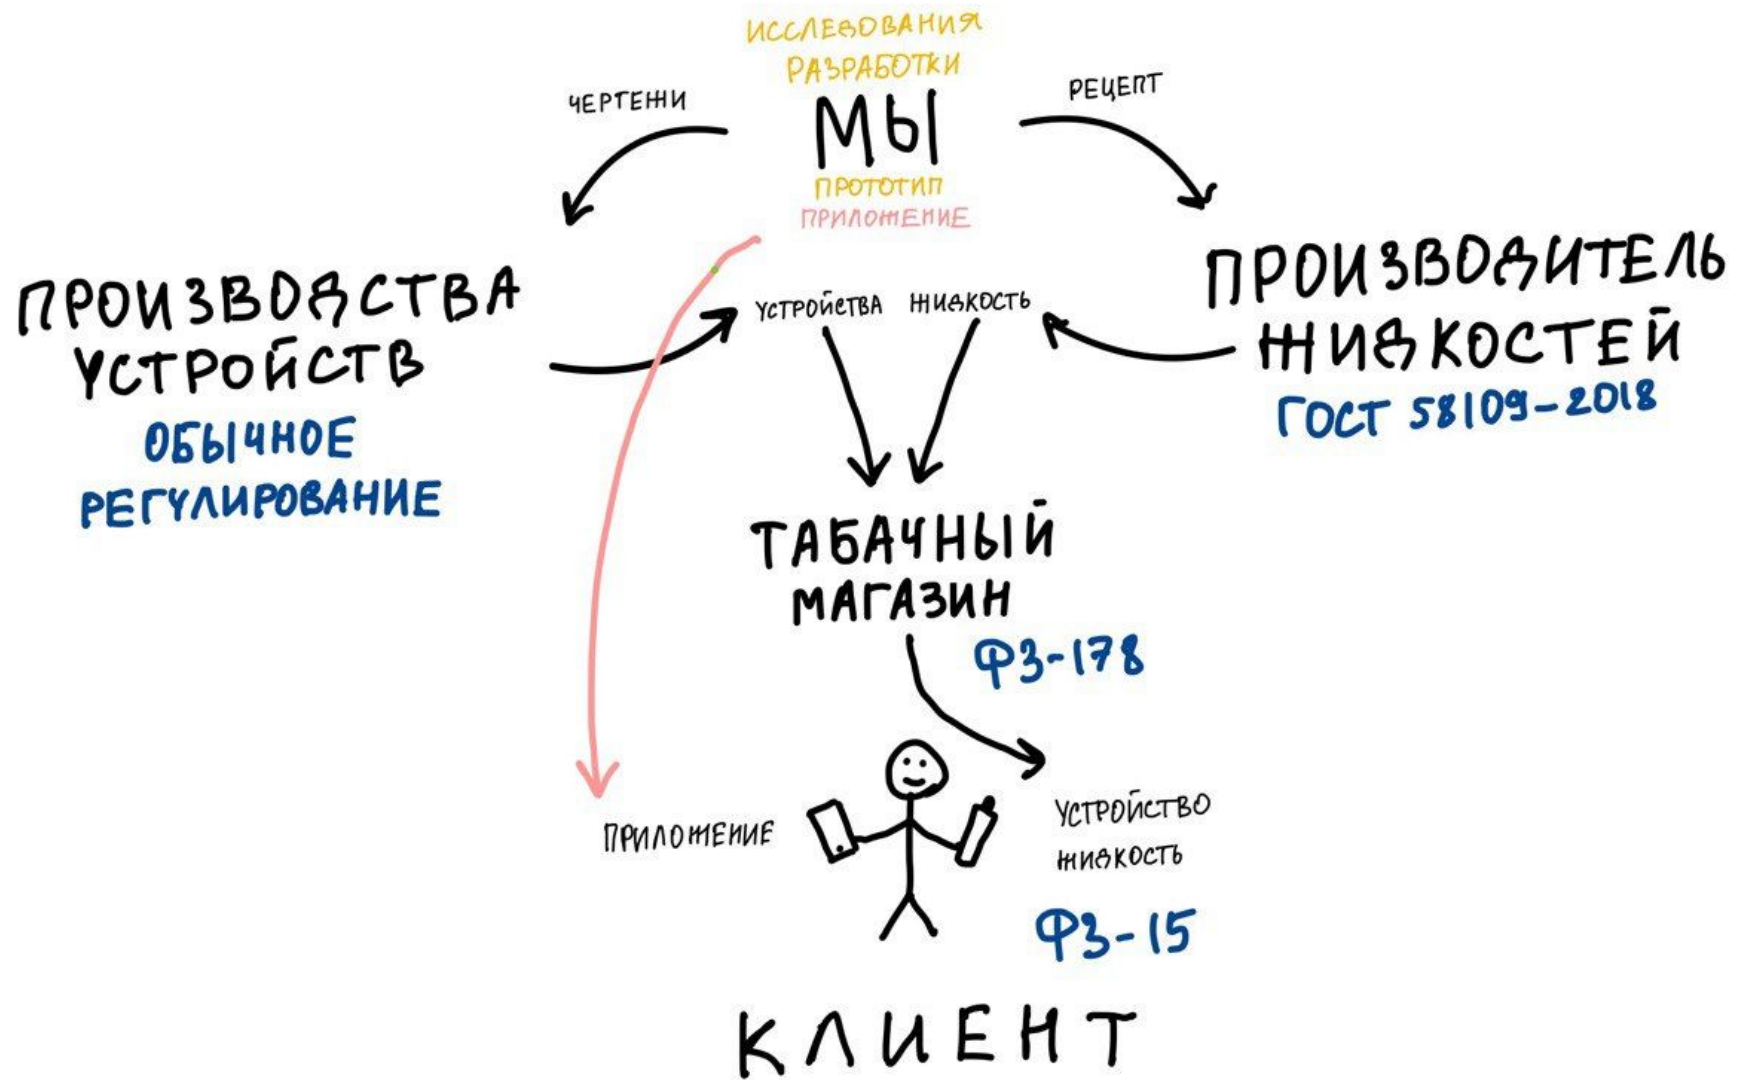 ИССЛЕДОВАНИЯ
РАЗРАБОТКИ
МЫ
ПРОТОТИП
ПРИЛОЖЕНИЕ
ЧЕРТЕЖИ
РЕЦЕПТ
ПРОИЗВОДСТВА
УСТРОЙСТВ
ОБЫЧНОЕ
РЕГУЛИРОВАНИЕ
УСТРОЙСТВА ЖИДКОСТЬ
ПРОИЗВОДИТЕЛЬ
ЖИДКОСТЕЙ
ГОСТ 58109-2018
ТАБАЧНЫЙ
МАГАЗИН
ФЗ-178
ПРИЛОЖЕНИЕ
УСТРОЙСТВО
ЖИДКОСТЬ
ФЗ-15
КЛИЕНТ